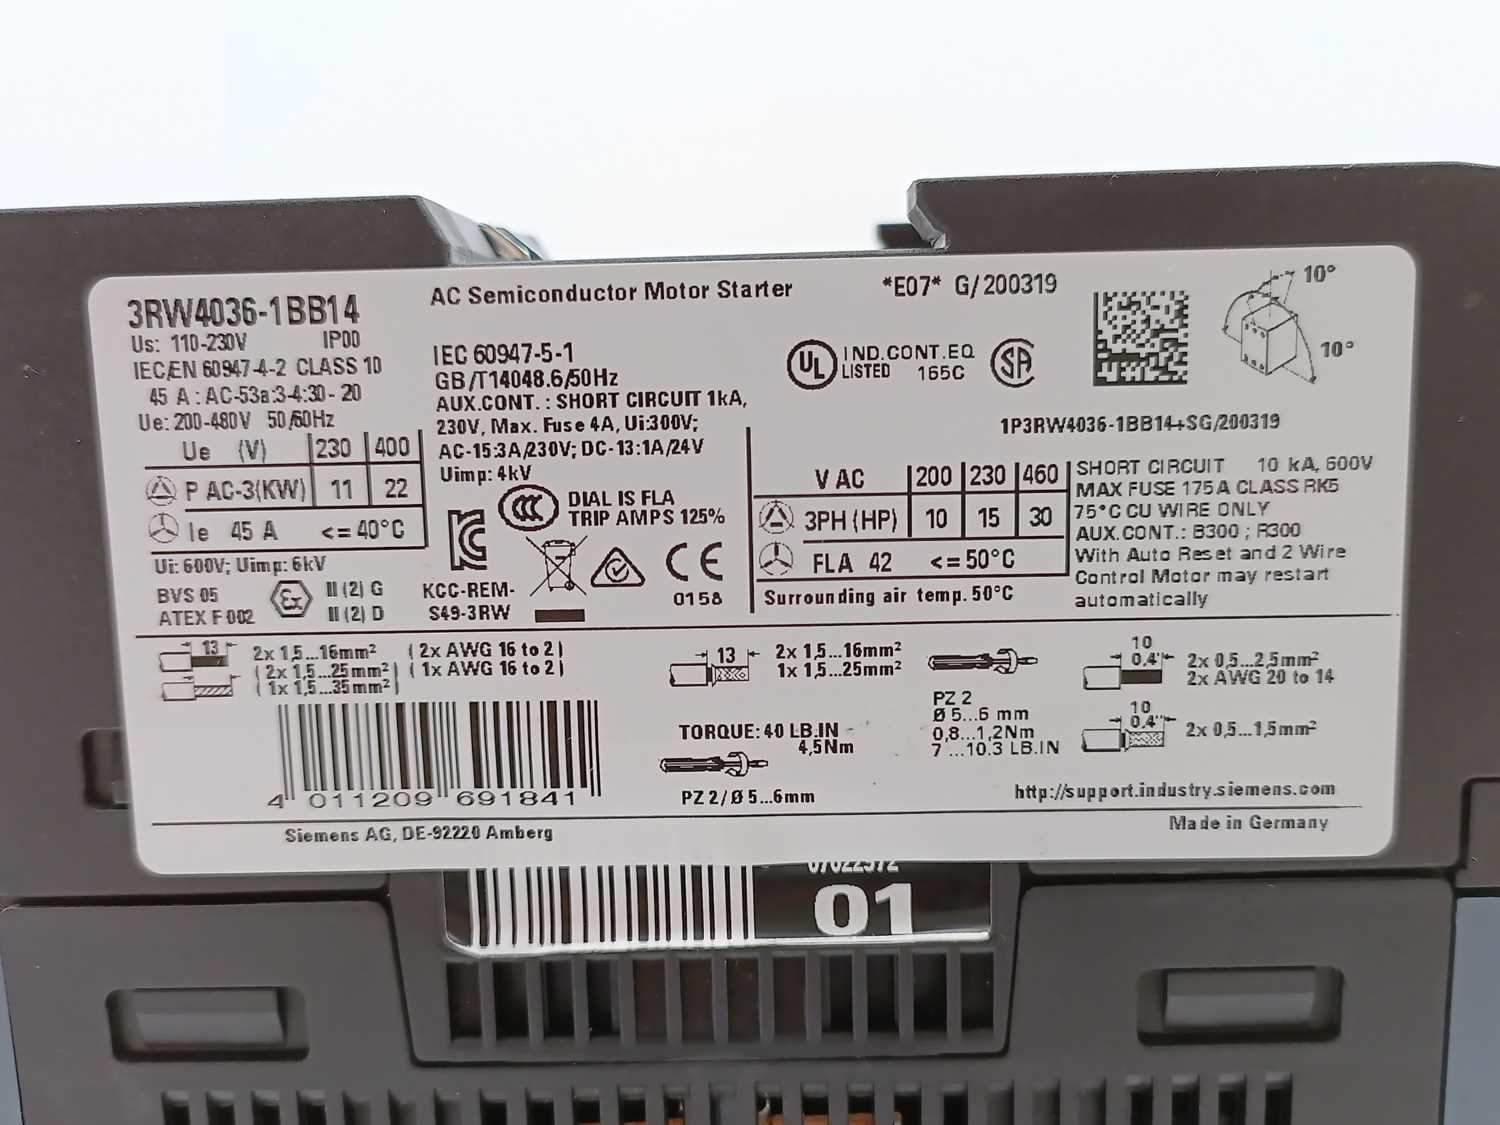 3RW4036-1BB14
Us: 110-230V IP00
IEC/EN 60947-4-2 CLASS 10
45 A : AC-53a:3-4:30- 20
Ue: 200-480V 50/60Hz
Ue (V) 230 400
P AC-3(KW) 11 22
Ie 45 A <= 40°C
Ui: 600V; Uimp: 6kV
BVS 05
ATEX F 002
Ex
II (2) G
II (2) D
AC Semiconductor Motor Starter
IEC 60947-5-1
GB/T14048.6/50Hz
AUX.CONT. : SHORT CIRCUIT 1kA,
230V, Max. Fuse 4A, Ui:300V;
AC-15:3A/230V; DC-13:1A/24V
Uimp: 4kV
CCC
DIAL IS FLA
TRIP AMPS 125%
KCC-REM-
S49-3RW
CE
0158
*E07* G/200319
UL
IND.CONT.EQ
LISTED 165C
SA
10°
10°
1P3RW4036-1BB14+SG/200319
V AC 200 230 460
3PH (HP) 10 15 30
FLA 42 <= 50°C
Surrounding air temp. 50°C
SHORT CIRCUIT 10 kA, 600V
MAX FUSE 175A CLASS RK5
75°C CU WIRE ONLY
AUX.CONT.: B300 ; R300
With Auto Reset and 2 Wire
Control Motor may restart
automatically
13
2x 1,5...16mm² ( 2x AWG 16 to 2 )
( 2x 1,5...25mm² ) ( 1x AWG 16 to 2 )
( 1x 1,5...35mm² )
13
2x 1,5...16mm²
1x 1,5...25mm²
TORQUE: 40 LB.IN
4,5Nm
PZ 2 / Ø 5...6mm
PZ 2
Ø 5...6 mm
0,8...1,2Nm
7 ...10.3 LB.IN
10
0.4"
2x 0,5...2,5mm²
2x AWG 20 to 14
10
0.4"
2x 0,5...1,5mm²
4 011209 691841
http://support.industry.siemens.com
Siemens AG, DE-92220 Amberg
Made in Germany
01